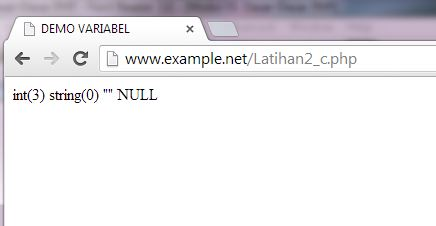 DEMO VARIABEL
www.example.net/Latihan2_c.php
int(3) string(0) "" NULL